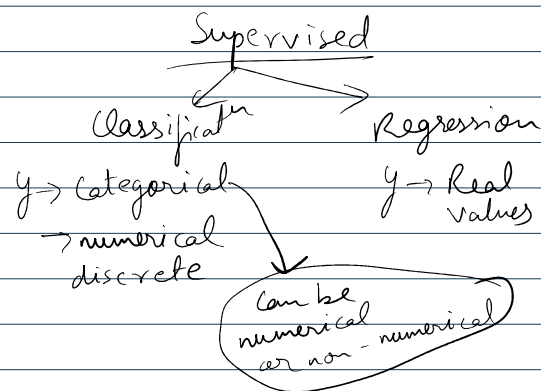 Supervised
Classificatn
Regression
y → Categorical
→ numerical
discrete
y → Real
values
can be
numerical
or non-numerical